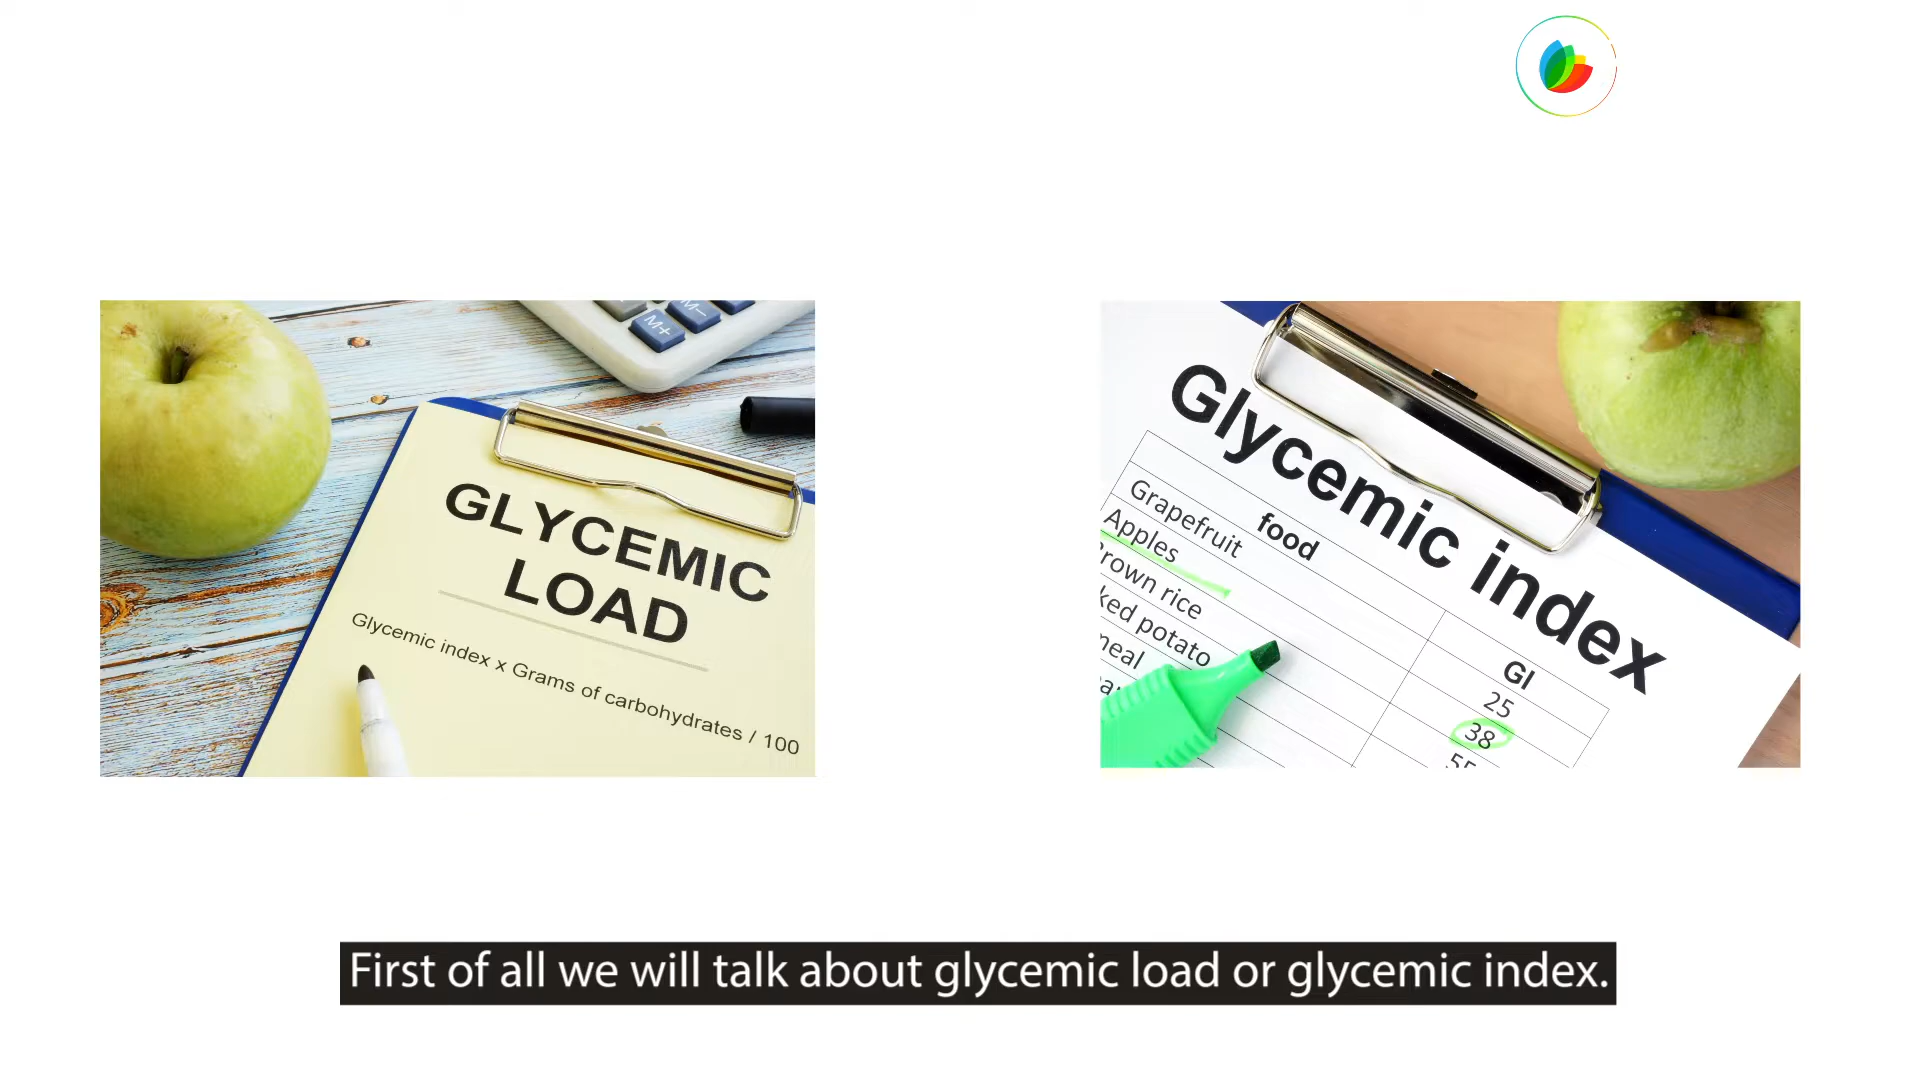 M+
M-
GLYCEMIC
LOAD
Glycemic index x Grams of carbohydrates / 100
Glycemic index
food
GI
Grapefruit
25
Apples
38
rown rice
ked potato
meal
First of all we will talk about glycemic load or glycemic index.